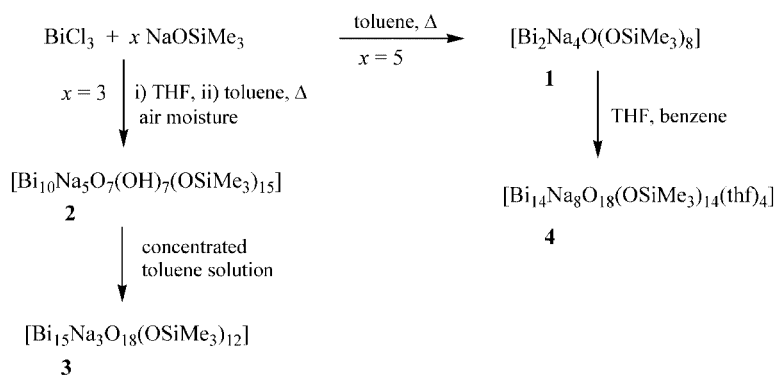 BiCl₃ + x NaOSiMe₃
toluene, Δ
x = 5
[Bi₂Na₄O(OSiMe₃)₈]
1
x = 3
i) THF, ii) toluene, Δ
air moisture
THF, benzene
[Bi₁₀Na₅O₇(OH)₇(OSiMe₃)₁₅]
2
[Bi₁₄Na₈O₁₈(OSiMe₃)₁₄(thf)₄]
4
concentrated
toluene solution
[Bi₁₅Na₃O₁₈(OSiMe₃)₁₂]
3